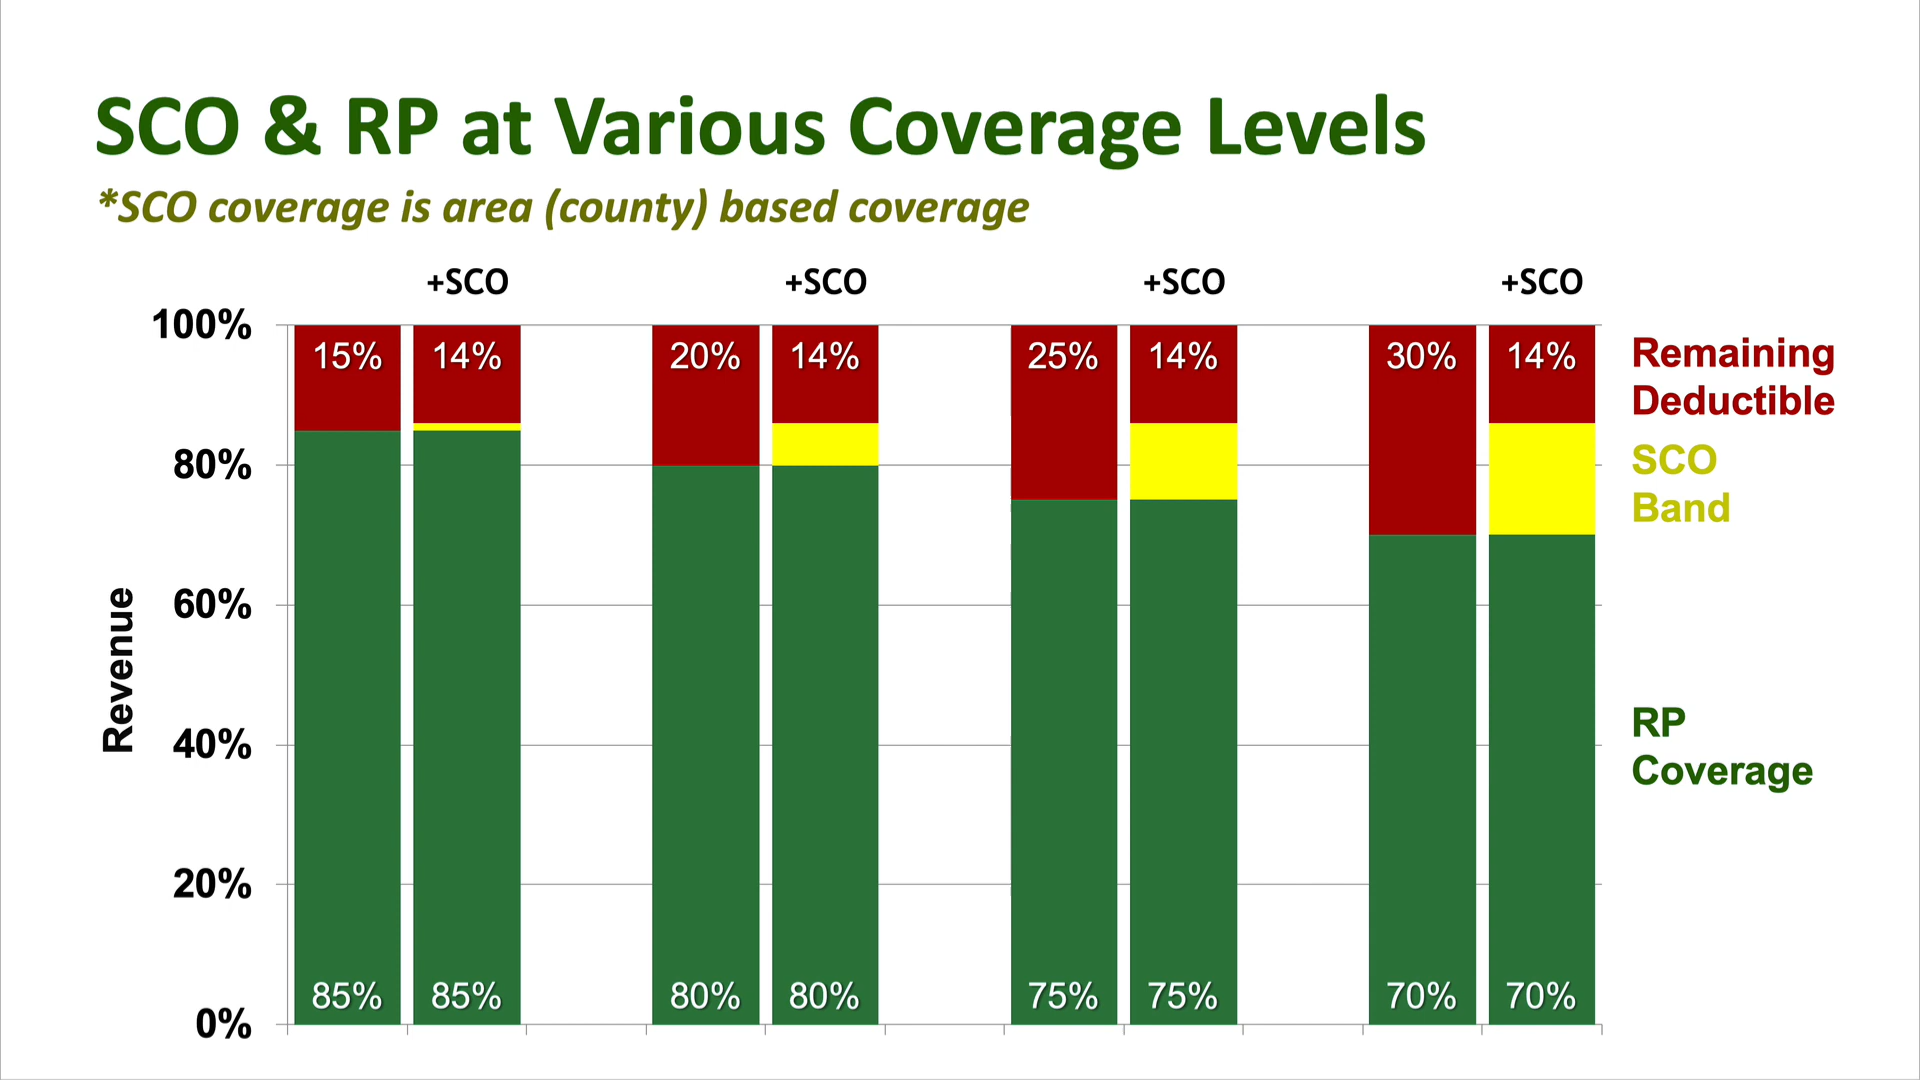 SCO & RP at Various Coverage Levels
*SCO coverage is area (county) based coverage
+SCO +SCO +SCO +SCO
100%
80%
60%
40%
20%
0%
Revenue
15% 14% 20% 14% 25% 14% 30% 14%
85% 85% 80% 80% 75% 75% 70% 70%
Remaining
Deductible
SCO
Band
RP
Coverage